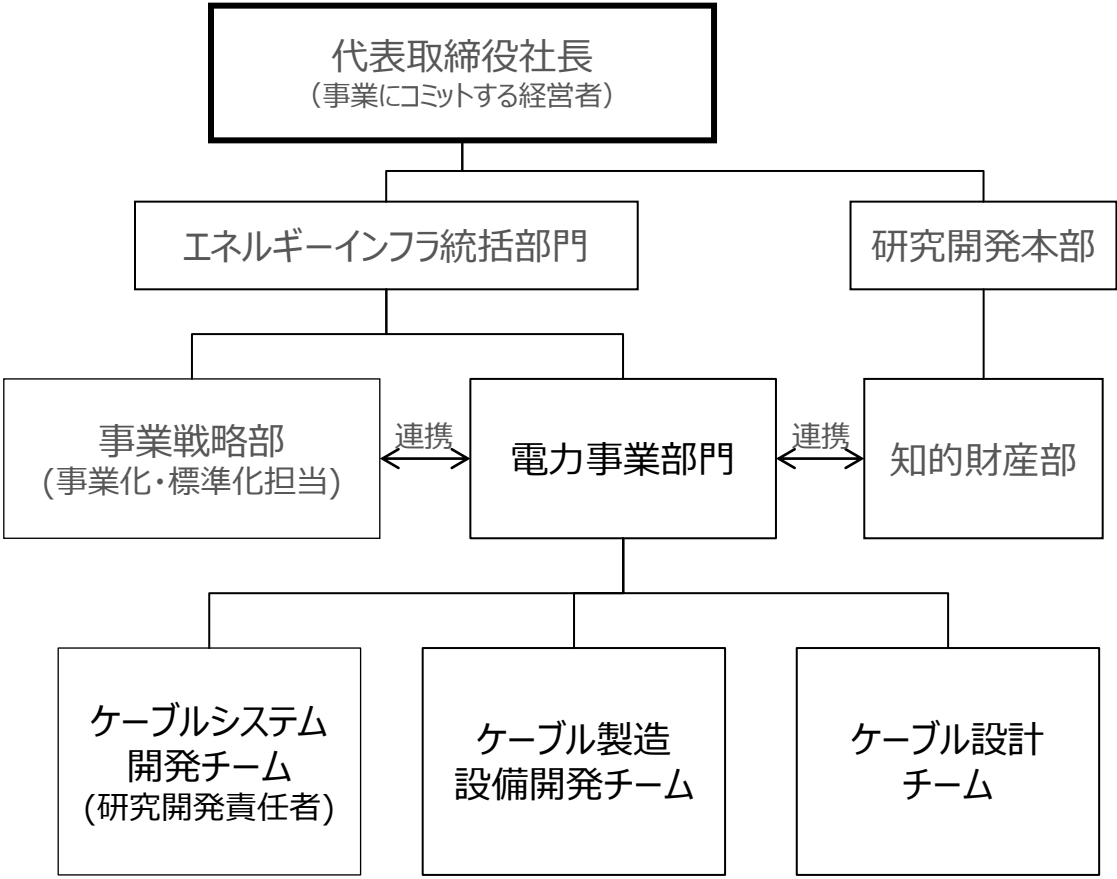 代表取締役社長
（事業にコミットする経営者）
エネルギーインフラ統括部門
研究開発本部
事業戦略部
(事業化・標準化担当)
連携
電力事業部門
連携
知的財産部
ケーブルシステム
開発チーム
(研究開発責任者)
ケーブル製造
設備開発チーム
ケーブル設計
チーム